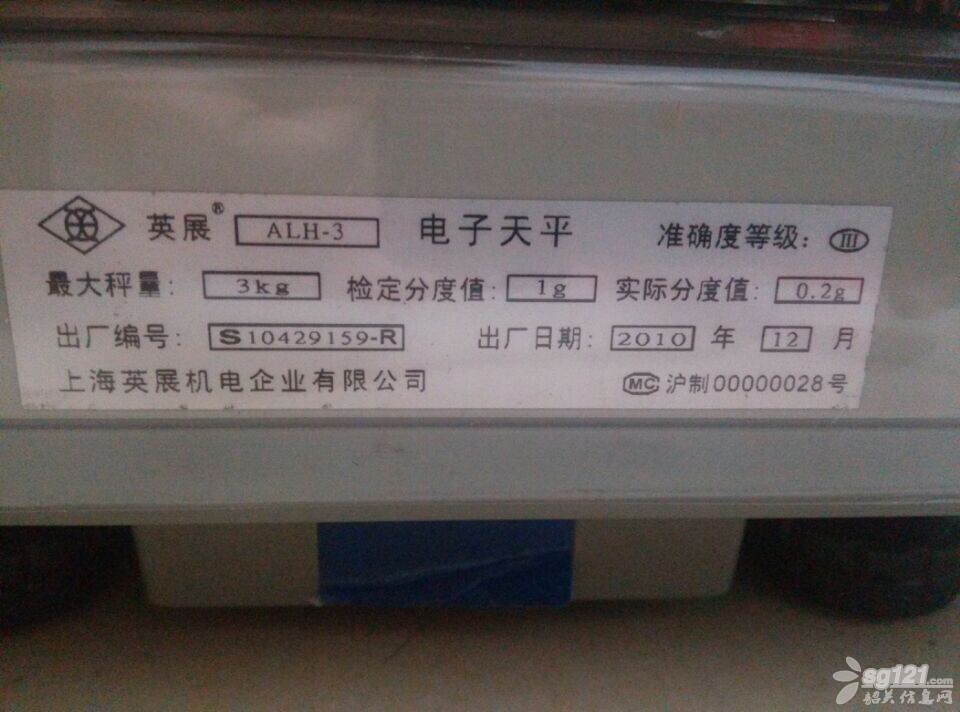 英展® ALH-3 电子天平 准确度等级: III
最大秤量: 3kg 检定分度值: 1g 实际分度值: 0.2g
出厂编号: S10429159-R 出厂日期: 2010 年 12 月
上海英展机电企业有限公司 MC 沪制00000028号
sg121.com
韶关信息网